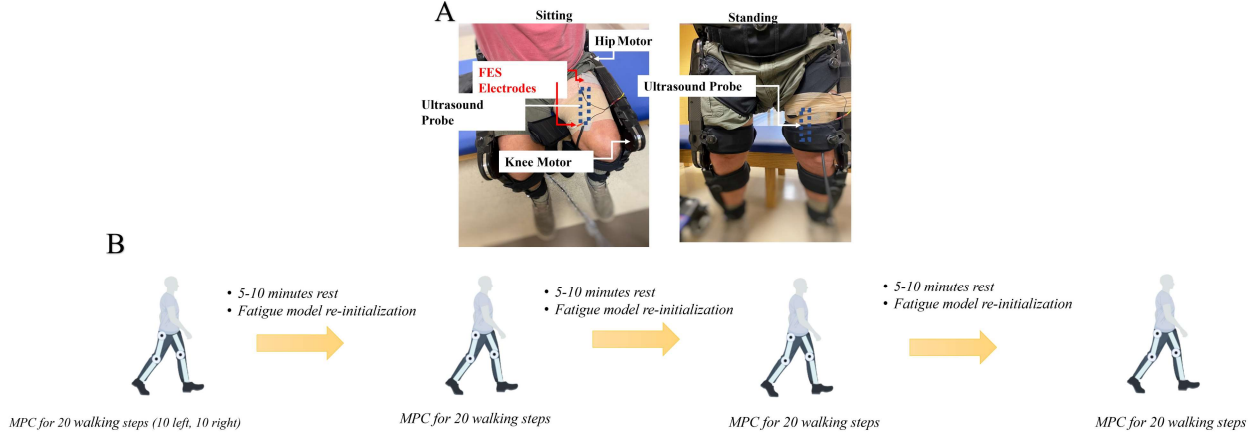 A
Sitting
Standing
Hip Motor
FES
Electrodes
Ultrasound
Probe
Knee Motor
Ultrasound Probe
B
• 5-10 minutes rest
• Fatigue model re-initialization
• 5-10 minutes rest
• Fatigue model re-initialization
• 5-10 minutes rest
• Fatigue model re-initialization
MPC for 20 walking steps (10 left, 10 right)
MPC for 20 walking steps
MPC for 20 walking steps
MPC for 20 walking steps